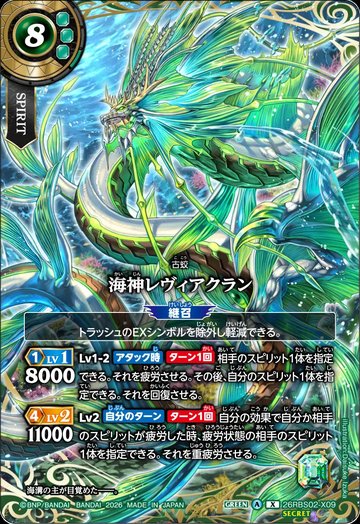 8
SPIRIT
古蛟
海神レヴィアクラン
継召
トラッシュのEXシンボルを除外し軽減できる。
1 LV1 8000 Lv1-2 アタック時 ターン1回 相手のスピリット1体を指定
できる。それを疲労させる。その後、自分のスピリット1体を指
定できる。それを回復させる。
4 LV2 11000 Lv2 自分のターン ターン1回 自分の効果で自分か相手
のスピリットが疲労した時、疲労状態の相手のスピリット
1体を指定できる。それを重疲労させる。
海溝の主が目覚めた――。
©BNP/BANDAI ©BANDAI 2026 MADE IN JAPAN
GREEN A X 26RBS02-X09
SECRET